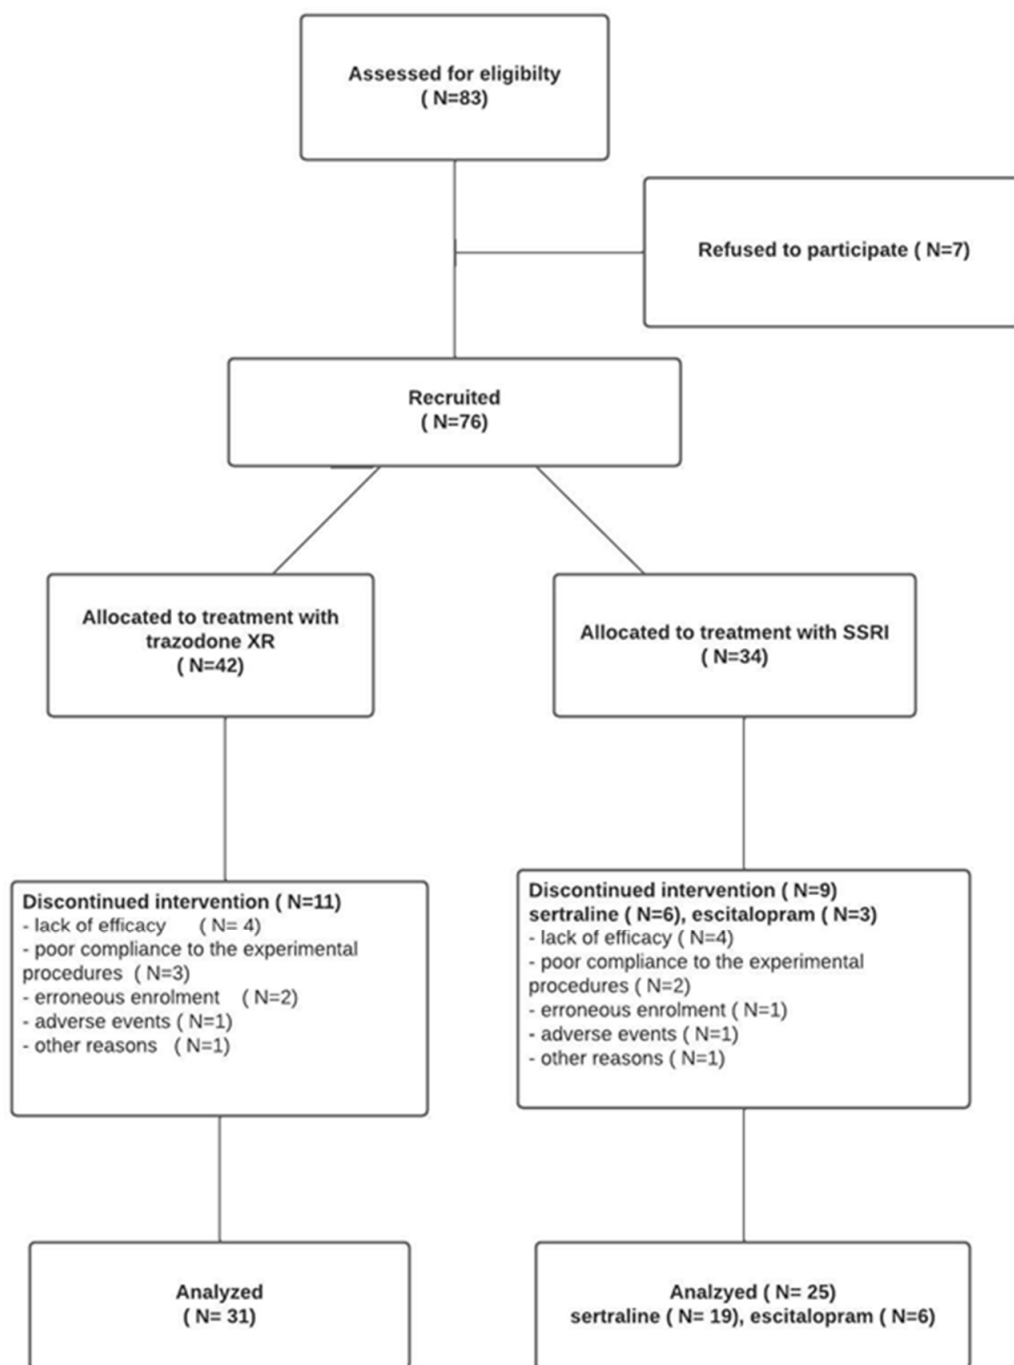 Assessed for eligibilty
( N=83)
Refused to participate ( N=7)
Recruited
( N=76)
Allocated to treatment with
trazodone XR
( N=42)
Allocated to treatment with SSRI
( N=34)
Discontinued intervention ( N=11)
- lack of efficacy ( N= 4)
- poor compliance to the experimental
procedures ( N=3)
- erroneous enrolment ( N=2)
- adverse events ( N=1)
- other reasons ( N=1)
Discontinued intervention ( N=9)
sertraline ( N=6), escitalopram ( N=3)
- lack of efficacy ( N=4)
- poor compliance to the experimental
procedures ( N=2)
- erroneous enrolment ( N=1)
- adverse events ( N=1)
- other reasons ( N=1)
Analyzed
( N= 31)
Analzyed ( N= 25)
sertraline ( N= 19), escitalopram ( N=6)